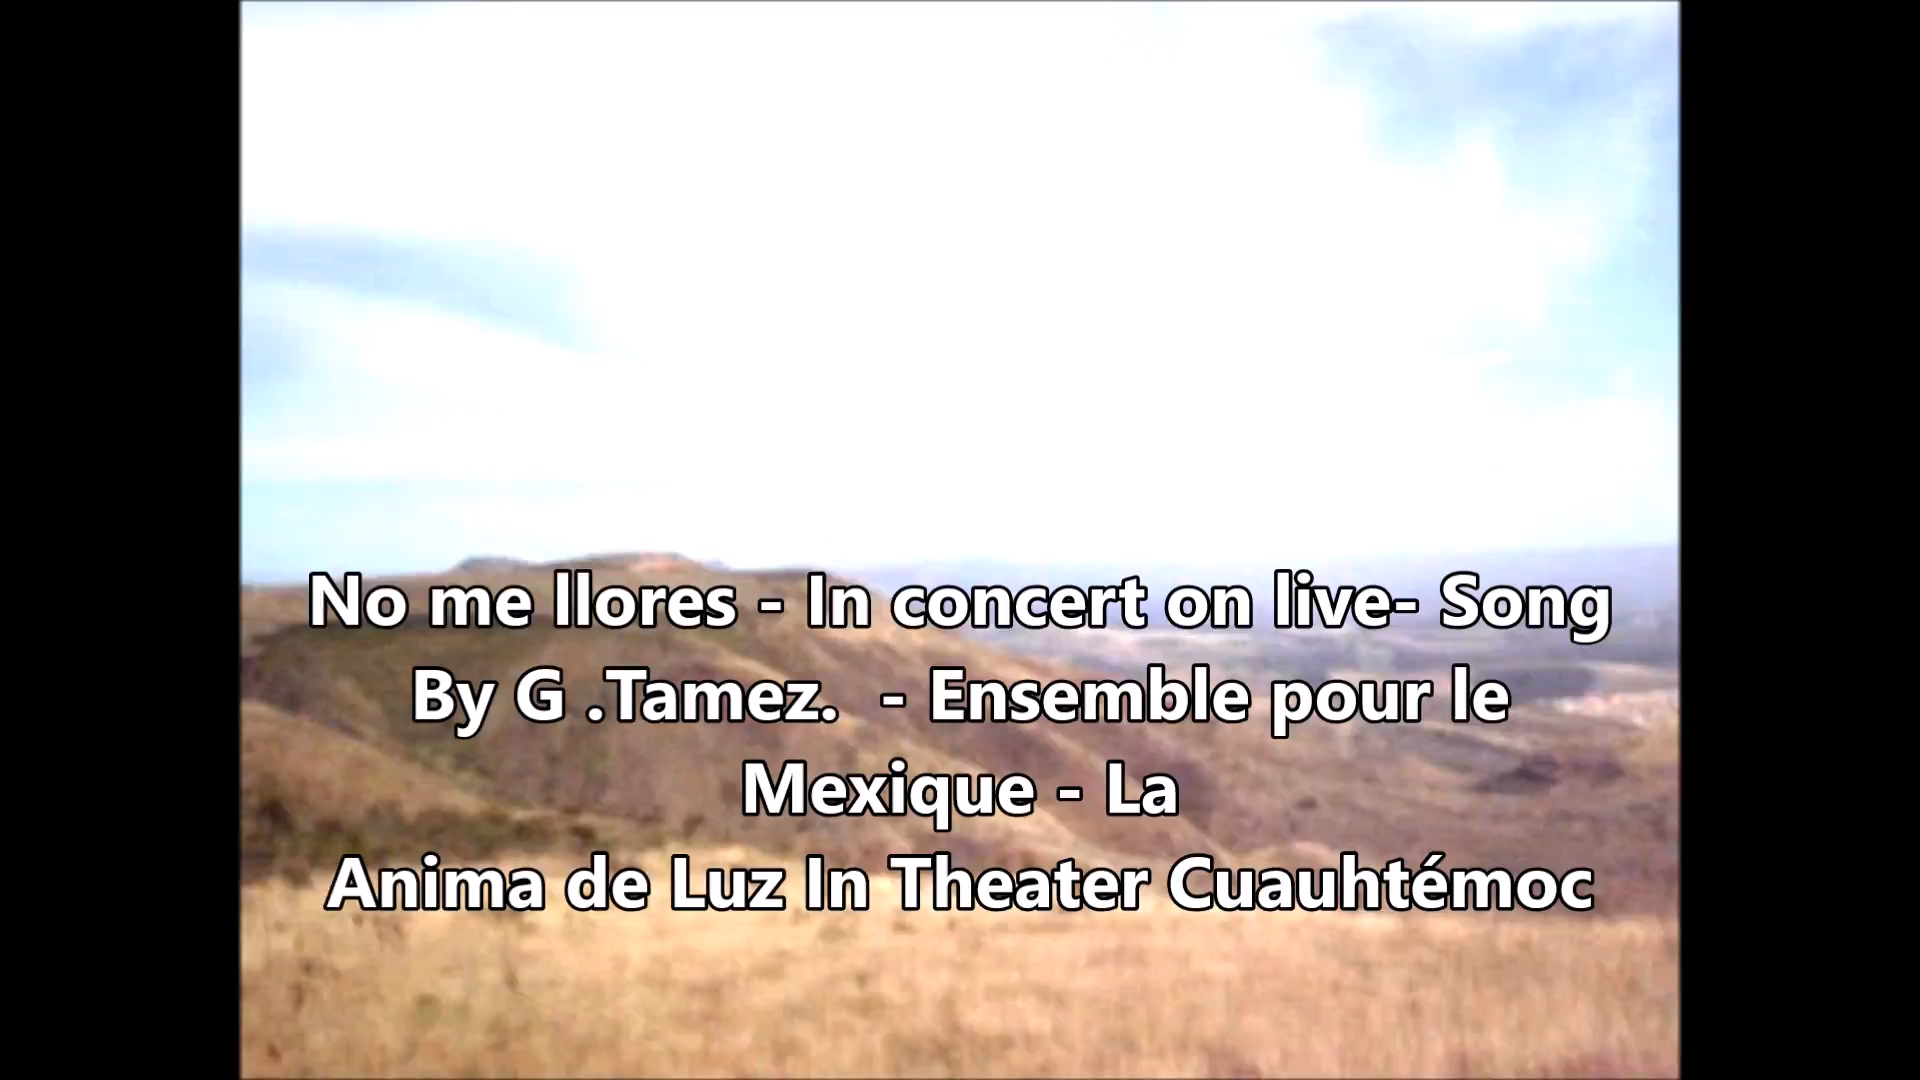 No me llores - In concert on live- Song
By G .Tamez.  - Ensemble pour le
Mexique - La
Anima de Luz In Theater Cuauhtémoc